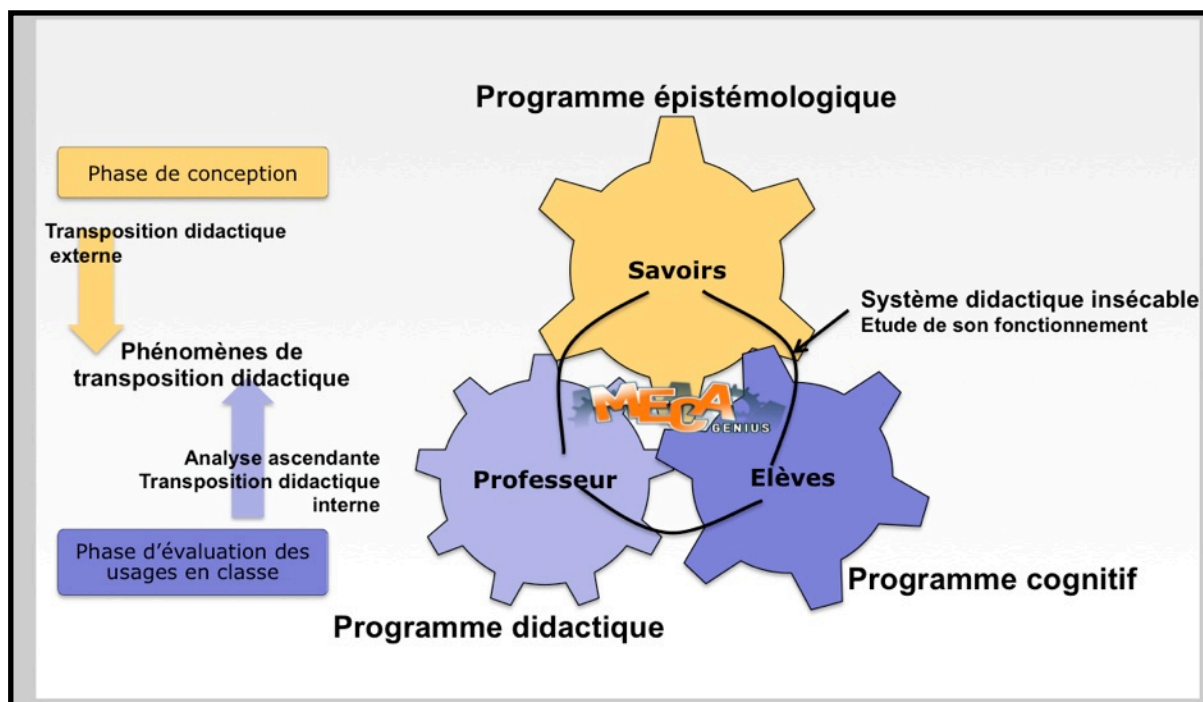 Programme épistémologique
Phase de conception
Transposition didactique
externe
Savoirs
Système didactique insécable
Etude de son fonctionnement
Phénomènes de
transposition didactique
MECA
GENIUS
Analyse ascendante
Transposition didactique
interne
Professeur
Elèves
Phase d'évaluation des
usages en classe
Programme cognitif
Programme didactique